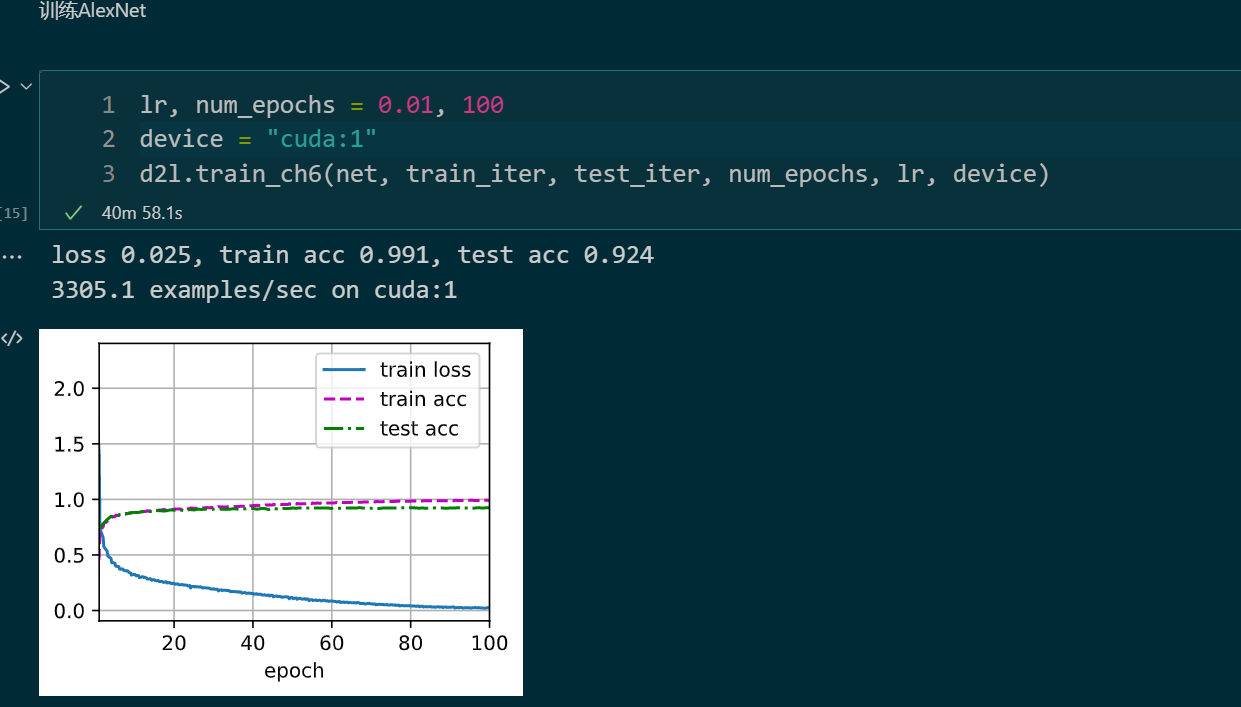 训练AlexNet
1 lr, num_epochs = 0.01, 100
2 device = "cuda:1"
3 d2l.train_ch6(net, train_iter, test_iter, num_epochs, lr, device)
[15] 40m 58.1s
loss 0.025, train acc 0.991, test acc 0.924
3305.1 examples/sec on cuda:1
train loss
train acc
test acc
2.0
1.5
1.0
0.5
0.0
20 40 60 80 100
epoch